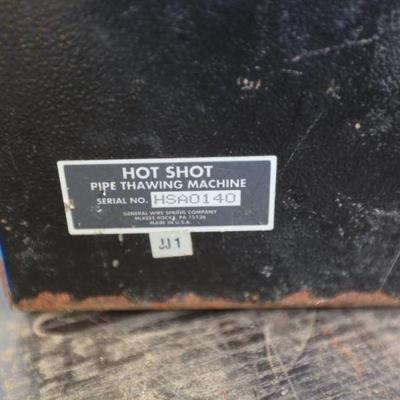 HOT SHOT
PIPE THAWING MACHINE
SERIAL NO. HSA0140
GENERAL WIRE SPRING COMPANY
McKEES ROCKS, PA 15136
MADE IN U.S.A.
JJ1